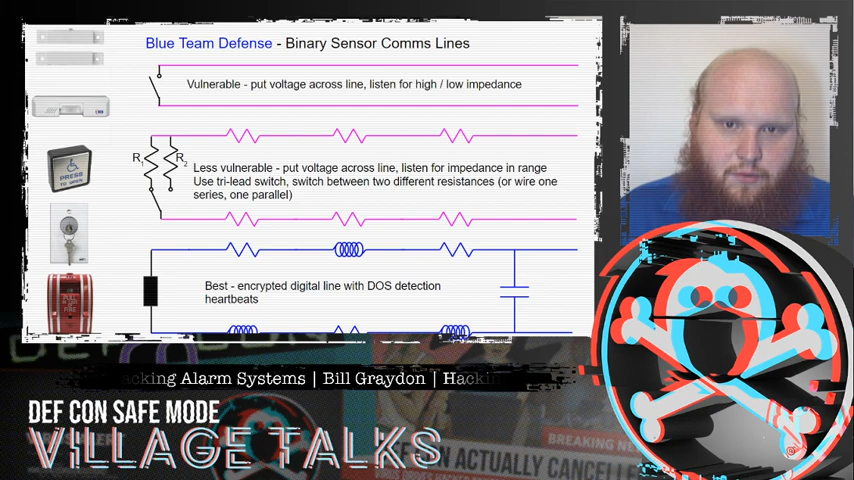 Blue Team Defense - Binary Sensor Comms Lines
Vulnerable - put voltage across line, listen for high / low impedance
R1
R2
Less vulnerable - put voltage across line, listen for impedance in range
Use tri-lead switch, switch between two different resistances (or wire one
series, one parallel)
PRESS
Best - encrypted digital line with DOS detection
heartbeats
acking Alarm Systems | Bill Graydon | Hackin
DEF CON SAFE MODE
VILLAGE TALKS
BREAKING NE
CON ACTUALLY CANCELLE